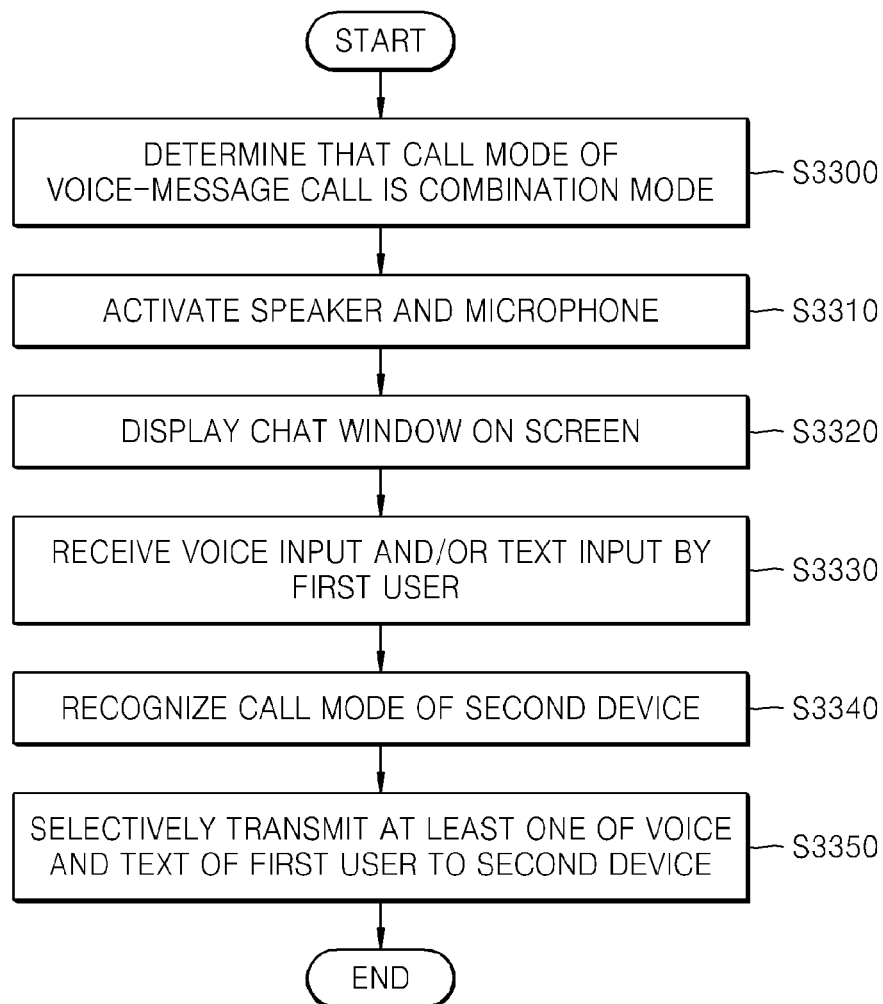 START
DETERMINE THAT CALL MODE OF
VOICE-MESSAGE CALL IS COMBINATION MODE
S3300
ACTIVATE SPEAKER AND MICROPHONE
S3310
DISPLAY CHAT WINDOW ON SCREEN
S3320
RECEIVE VOICE INPUT AND/OR TEXT INPUT BY
FIRST USER
S3330
RECOGNIZE CALL MODE OF SECOND DEVICE
S3340
SELECTIVELY TRANSMIT AT LEAST ONE OF VOICE
AND TEXT OF FIRST USER TO SECOND DEVICE
S3350
END